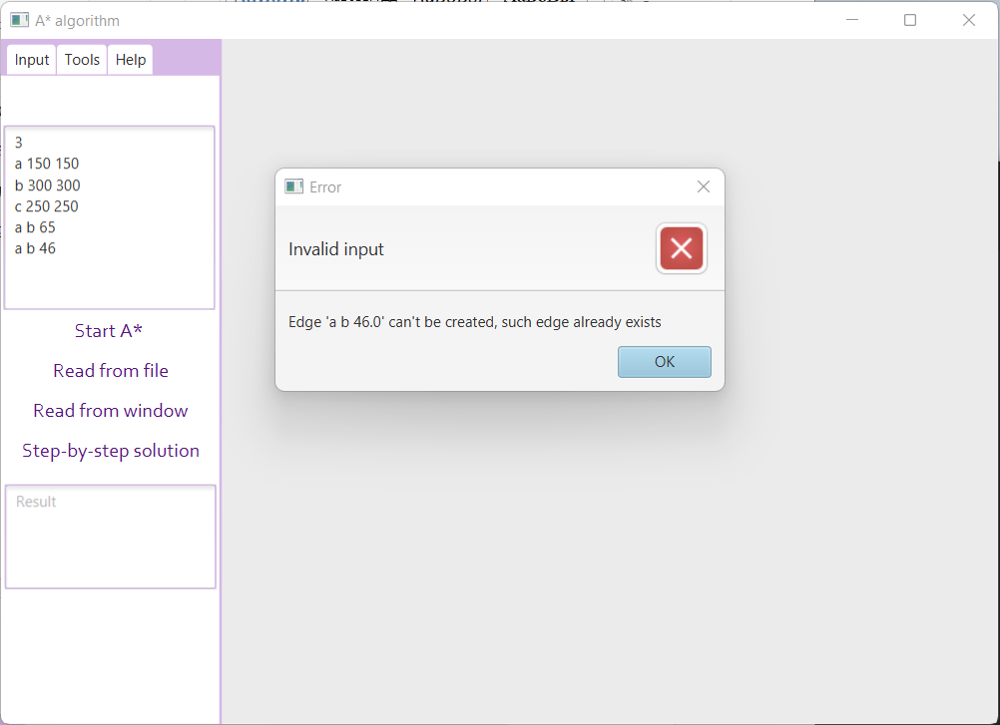 A* algorithm
Input Tools Help
3
a 150 150
b 300 300
c 250 250
a b 65
a b 46
Start A*
Read from file
Read from window
Step-by-step solution
Result
Error
Invalid input
Edge 'a b 46.0' can't be created, such edge already exists
OK